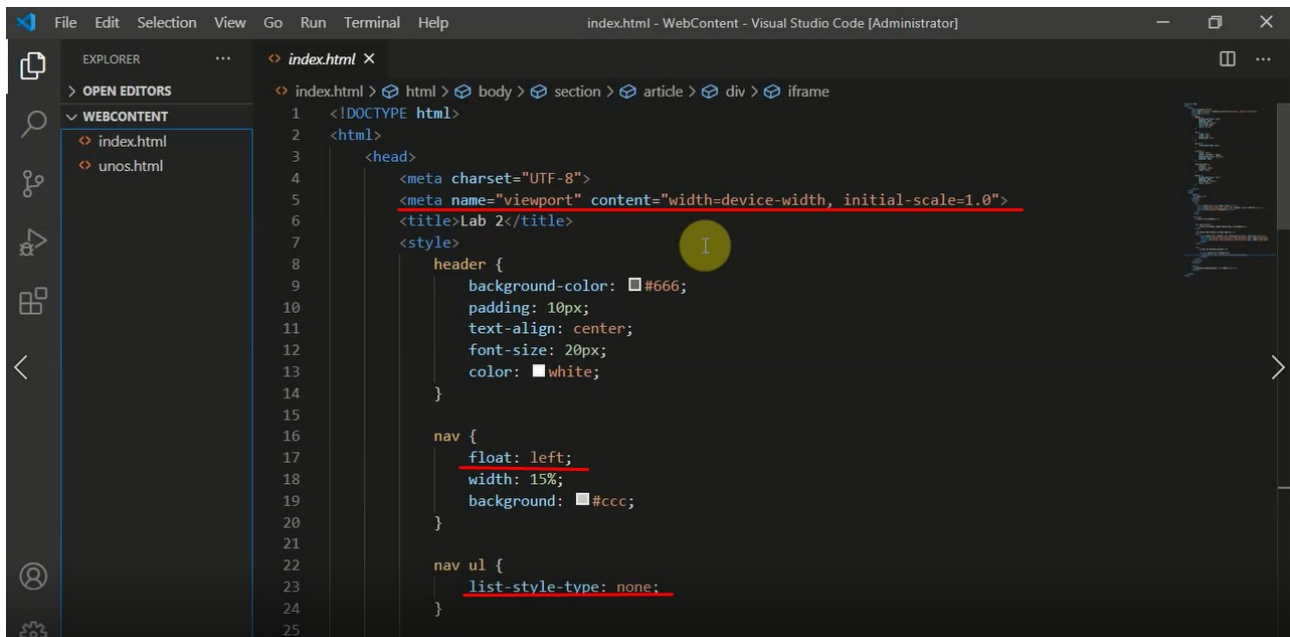 File Edit Selection View Go Run Terminal Help index.html - WebContent - Visual Studio Code [Administrator]
EXPLORER ...
OPEN EDITORS
WEBCONTENT
index.html
unos.html
index.html
index.html > html > body > section > article > div > iframe
1 <!DOCTYPE html>
2 <html>
3 <head>
4 <meta charset="UTF-8">
5 <meta name="viewport" content="width=device-width, initial-scale=1.0">
6 <title>Lab 2</title>
7 <style>
8 header {
9 background-color: #666;
10 padding: 10px;
11 text-align: center;
12 font-size: 20px;
13 color: white;
14 }
15
16 nav {
17 float: left;
18 width: 15%;
19 background: #ccc;
20 }
21
22 nav ul {
23 list-style-type: none;
24 }
25